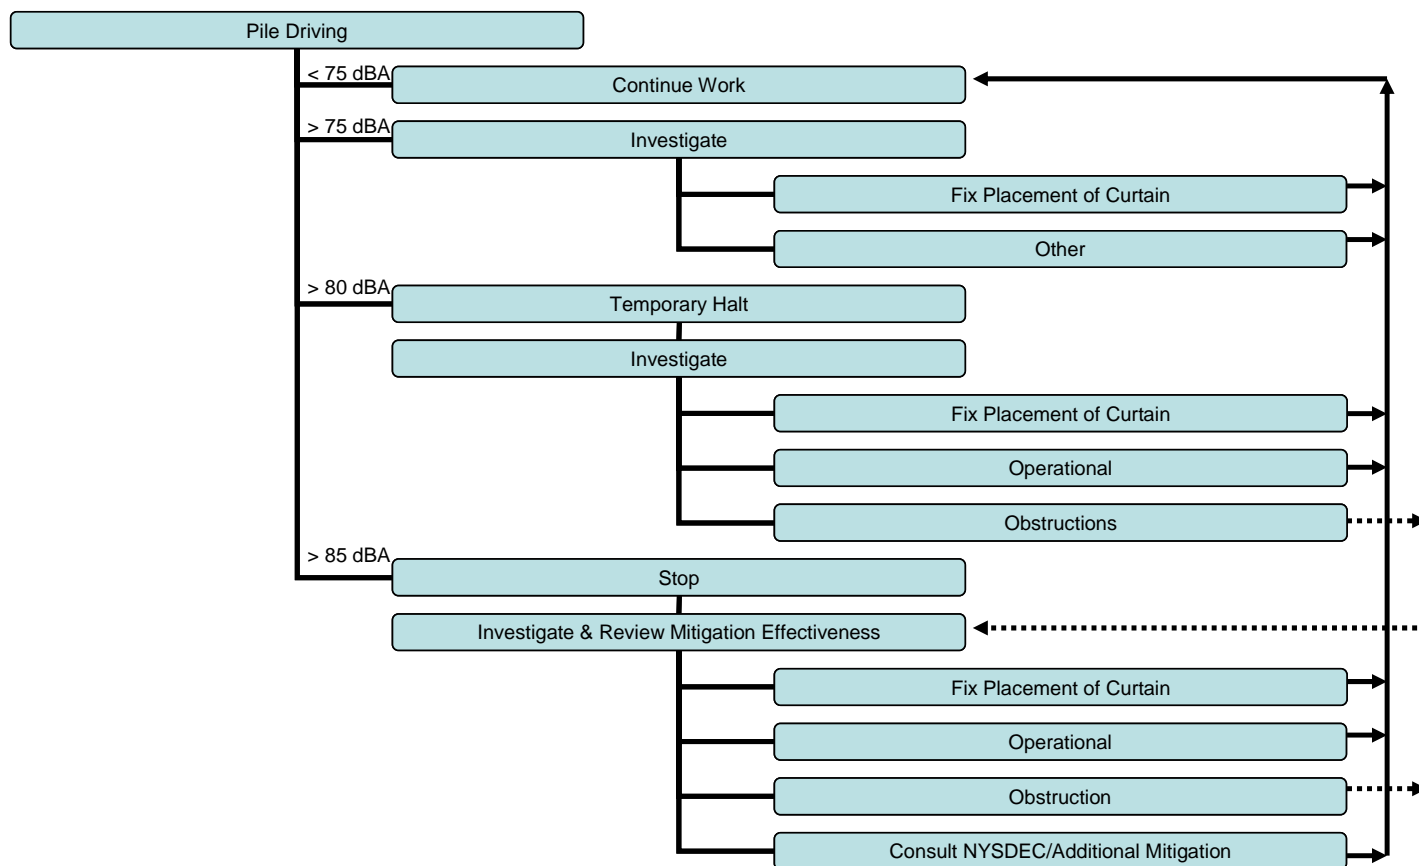 Pile Driving
< 75 dBA
Continue Work
> 75 dBA
Investigate
Fix Placement of Curtain
Other
> 80 dBA
Temporary Halt
Investigate
Fix Placement of Curtain
Operational
Obstructions
> 85 dBA
Stop
Investigate & Review Mitigation Effectiveness
Fix Placement of Curtain
Operational
Obstruction
Consult NYSDEC/Additional Mitigation